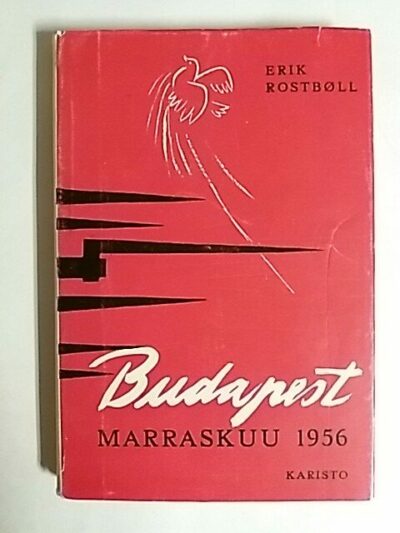 ERIK
ROSTBØLL
Budapest
MARRASKUU 1956
KARISTO